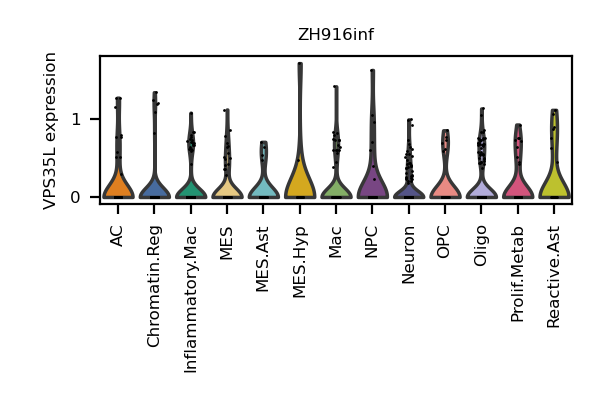 ZH916inf
VPS35L expression
1
0
AC
Chromatin.Reg
Inflammatory.Mac
MES
MES.Ast
MES.Hyp
Mac
NPC
Neuron
OPC
Oligo
Prolif.Metab
Reactive.Ast